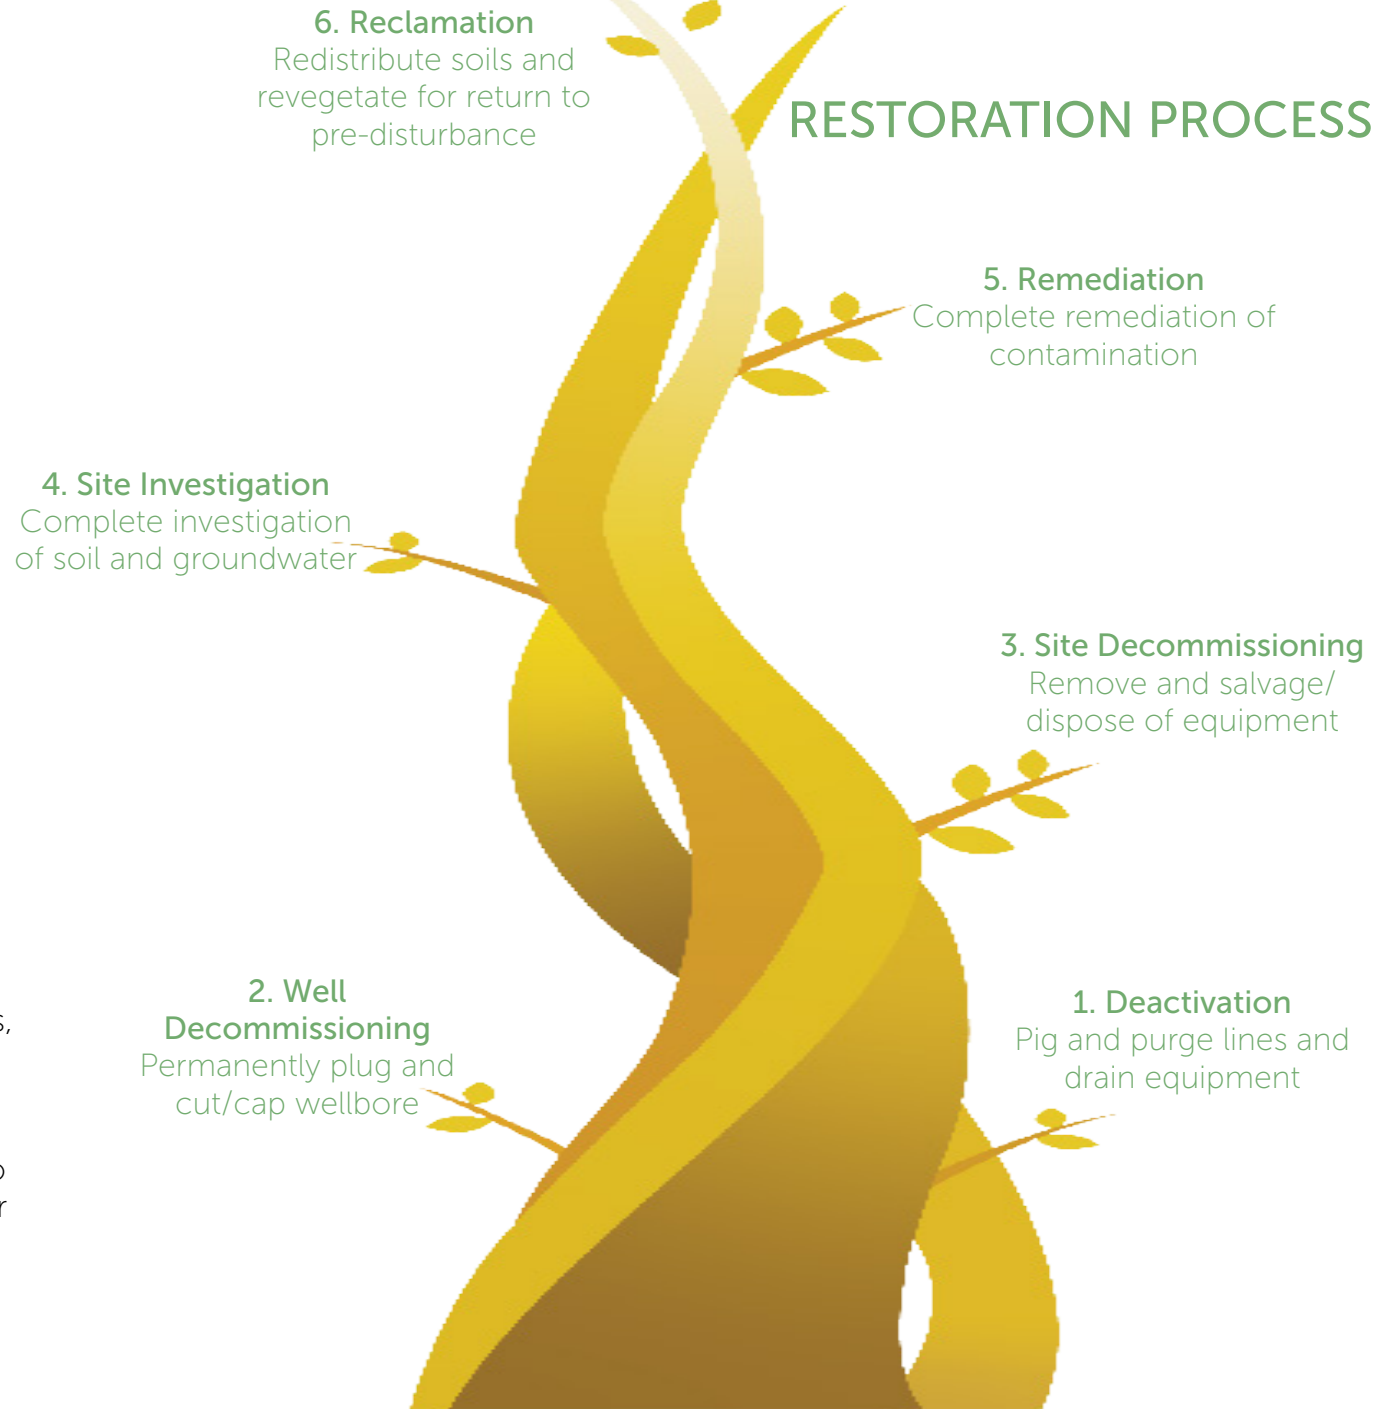 6. Reclamation
Redistribute soils and
revegetate for return to
pre-disturbance
RESTORATION PROCESS
5. Remediation
Complete remediation of
contamination
4. Site Investigation
Complete investigation
of soil and groundwater
3. Site Decommissioning
Remove and salvage/
dispose of equipment
2. Well
Decommissioning
Permanently plug and
cut/cap wellbore
1. Deactivation
Pig and purge lines and
drain equipment